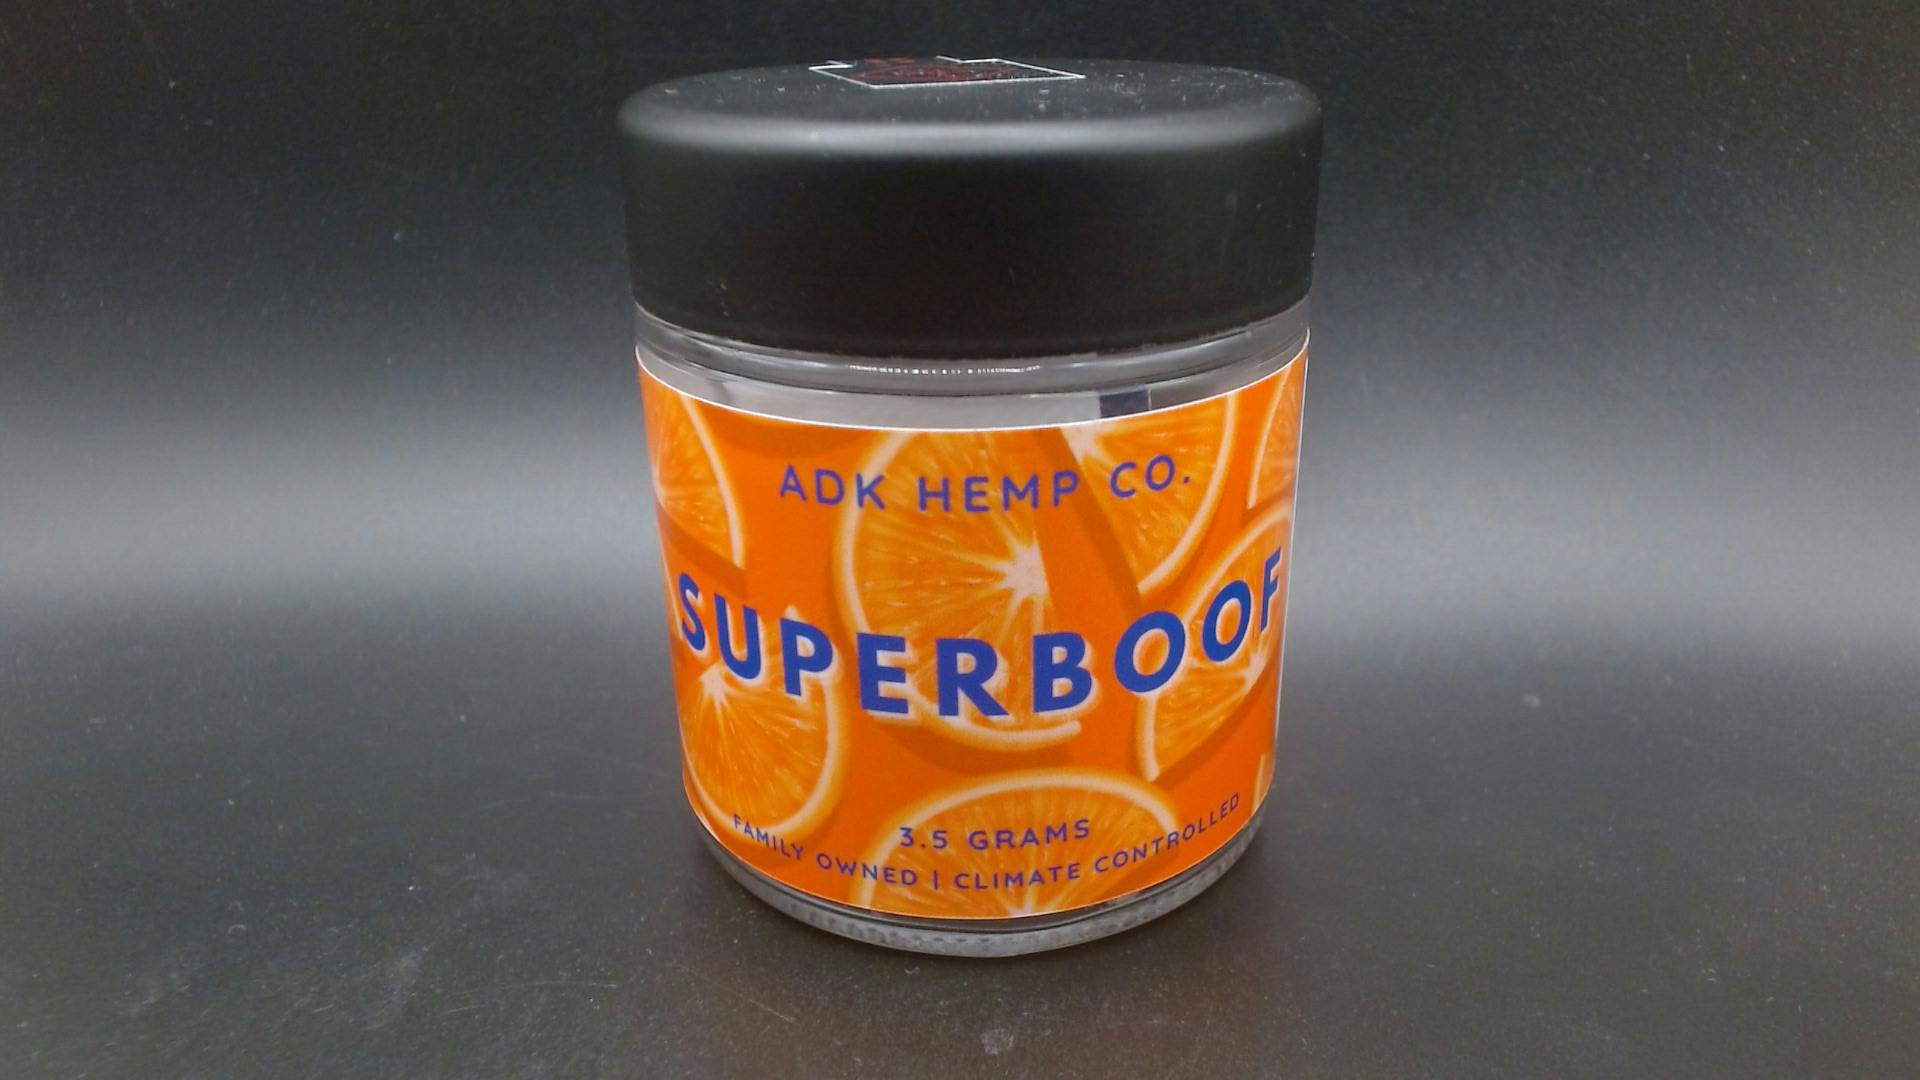 ADK HEMP CO.
SUPERBOOF
3.5 GRAMS
FAMILY OWNED | CLIMATE CONTROLLED